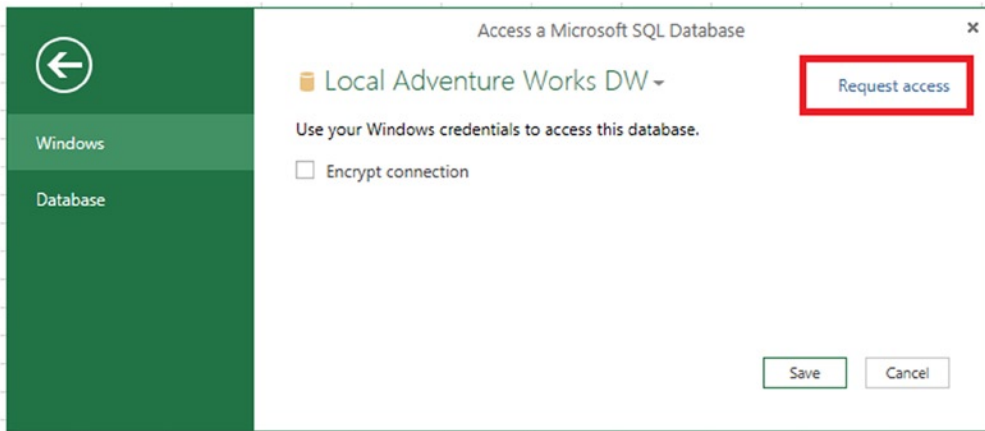 Access a Microsoft SQL Database
Local Adventure Works DW
Request access
Windows
Database
Use your Windows credentials to access this database.
Encrypt connection
Save
Cancel